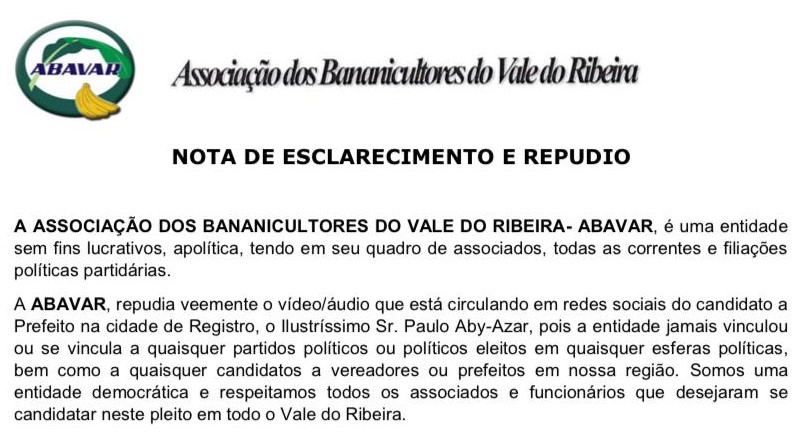 ABAVAR
Associação dos Bananicultores do Vale do Ribeira
NOTA DE ESCLARECIMENTO E REPUDIO
A ASSOCIAÇÃO DOS BANANICULTORES DO VALE DO RIBEIRA- ABAVAR, é uma entidade
sem fins lucrativos, apolítica, tendo em seu quadro de associados, todas as correntes e filiações
políticas partidárias.
A ABAVAR, repudia veemente o vídeo/áudio que está circulando em redes sociais do candidato a
Prefeito na cidade de Registro, o Ilustríssimo Sr. Paulo Aby-Azar, pois a entidade jamais vinculou
ou se vincula a quaisquer partidos políticos ou políticos eleitos em quaisquer esferas políticas,
bem como a quaisquer candidatos a vereadores ou prefeitos em nossa região. Somos uma
entidade democrática e respeitamos todos os associados e funcionários que desejaram se
candidatar neste pleito em todo o Vale do Ribeira.